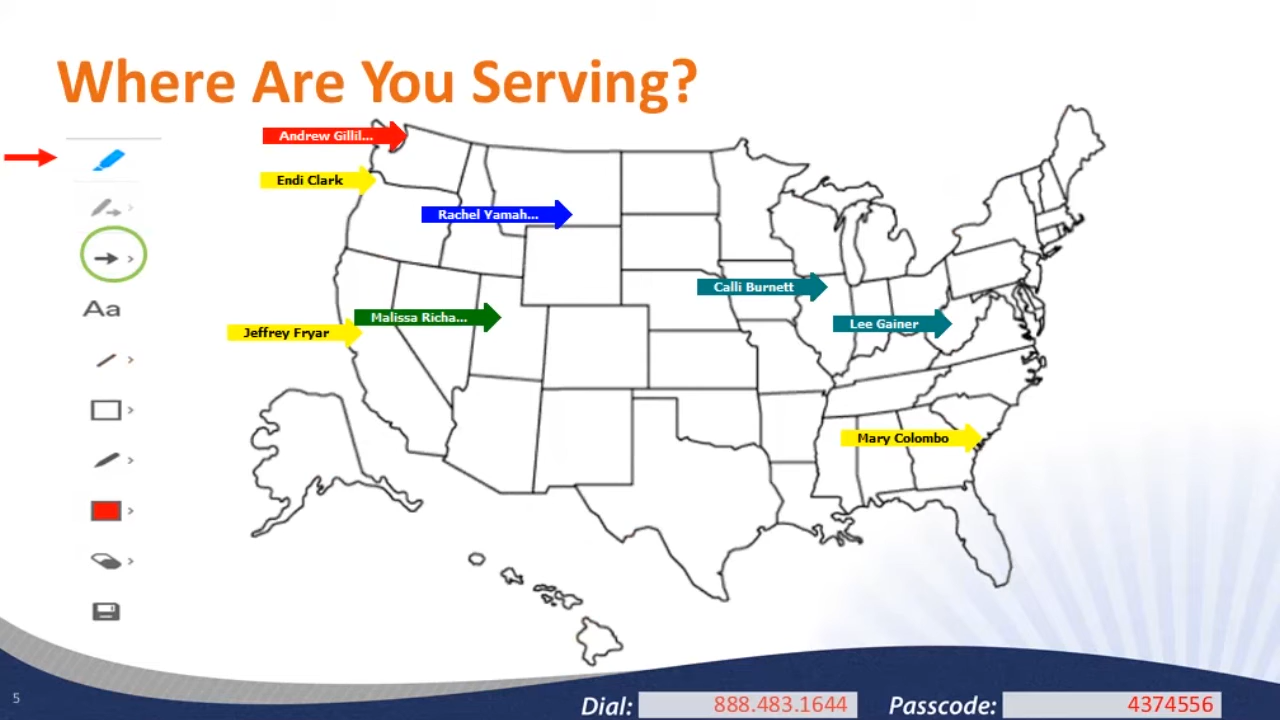 Where Are You Serving?
Andrew Gillil...
Endi Clark
Rachel Yamah...
Calli Burnett
Malissa Richa...
Lee Gainer
Jeffrey Fryar
Aa
Mary Colombo
5
Dial: 888.483.1644 Passcode: 4374556